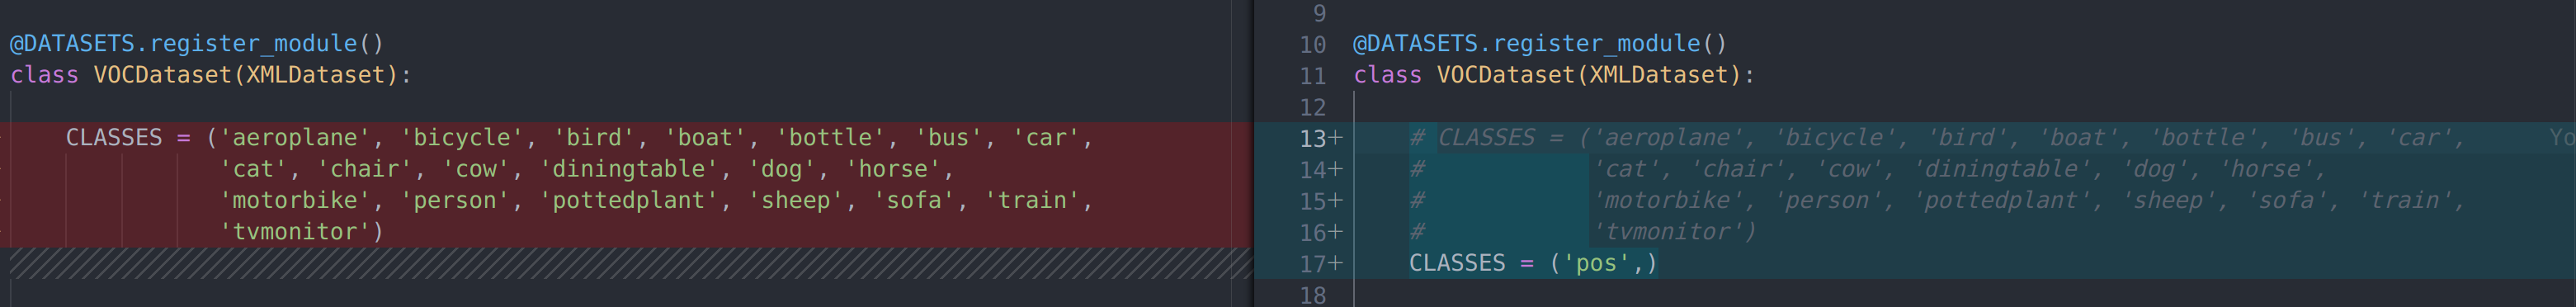 @DATASETS.register_module()
class VOCDataset(XMLDataset):
CLASSES = ('aeroplane', 'bicycle', 'bird', 'boat', 'bottle', 'bus', 'car',
'cat', 'chair', 'cow', 'diningtable', 'dog', 'horse',
'motorbike', 'person', 'pottedplant', 'sheep', 'sofa', 'train',
'tvmonitor')
9
10 @DATASETS.register_module()
11 class VOCDataset(XMLDataset):
12
13+ # CLASSES = ('aeroplane', 'bicycle', 'bird', 'boat', 'bottle', 'bus', 'car', Yo
14+ # 'cat', 'chair', 'cow', 'diningtable', 'dog', 'horse',
15+ # 'motorbike', 'person', 'pottedplant', 'sheep', 'sofa', 'train',
16+ # 'tvmonitor')
17+ CLASSES = ('pos',)
18